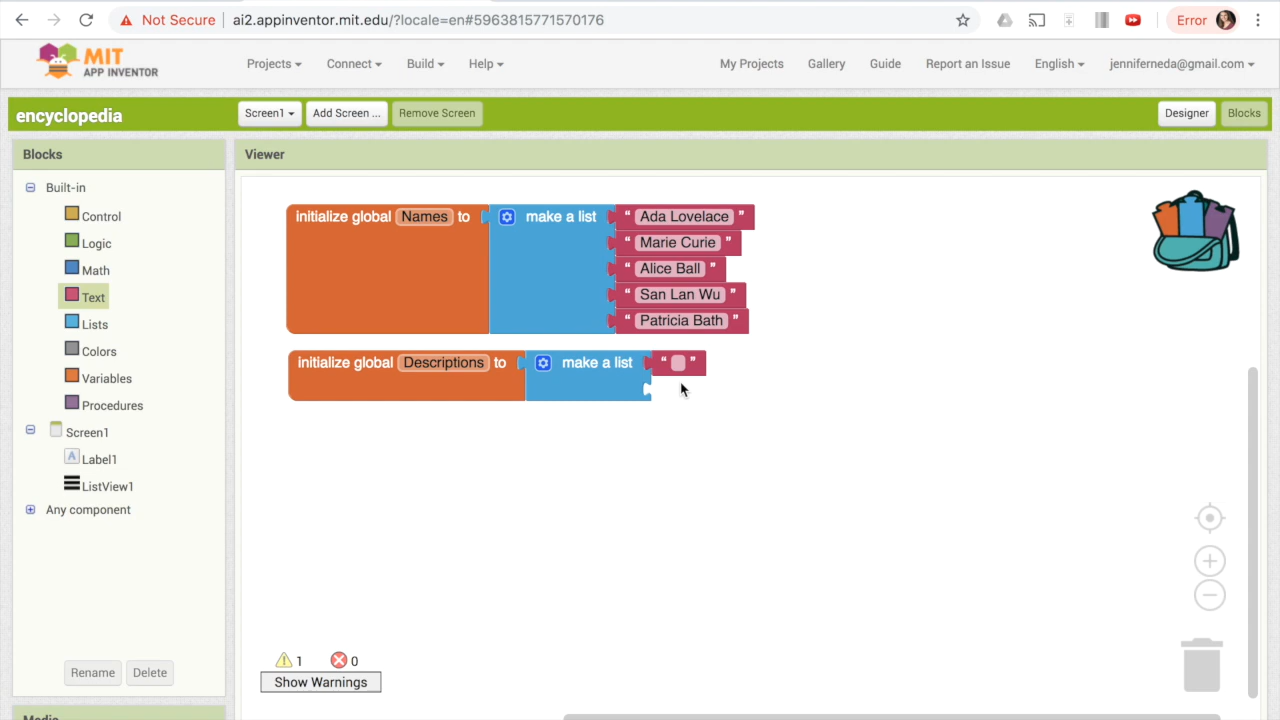 Not Secure ai2.appinventor.mit.edu/?locale=en#5963815771570176 Error
MIT
APP INVENTOR
Projects Connect Build Help My Projects Gallery Guide Report an Issue English jenniferneda@gmail.com
encyclopedia Screen1 Add Screen ... Remove Screen Designer Blocks
Blocks
Viewer
Built-in
Control
Logic
Math
Text
Lists
Colors
Variables
Procedures
Screen1
A Label1
ListView1
Any component
Rename Delete
Media
initialize global Names to make a list “ Ada Lovelace ”
“ Marie Curie ”
“ Alice Ball ”
“ San Lan Wu ”
“ Patricia Bath ”
initialize global Descriptions to make a list “ ”
1 0
Show Warnings